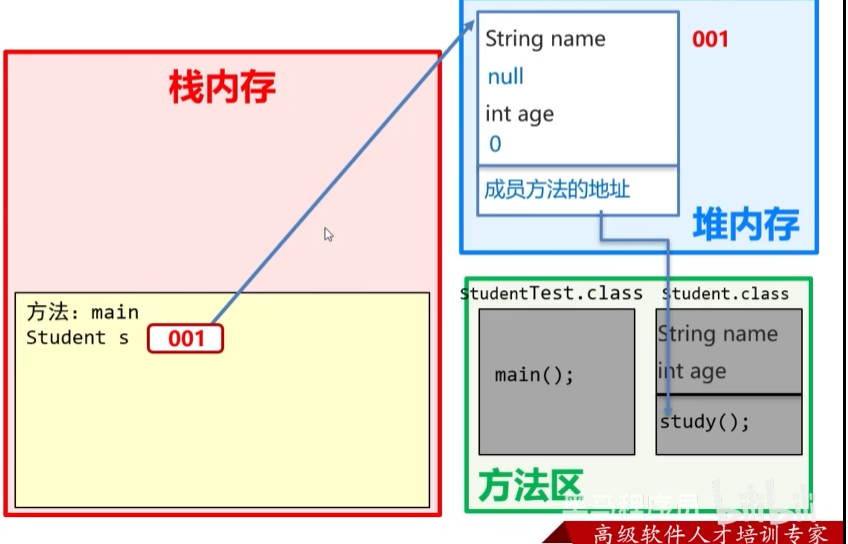 栈内存
方法：main
Student s 001
String name
001
null
int age
0
成员方法的地址
堆内存
StudentTest.class
Student.class
main();
String name
int age
study();
方法区
黑马程序员
bilibili
高级软件人才培训专家